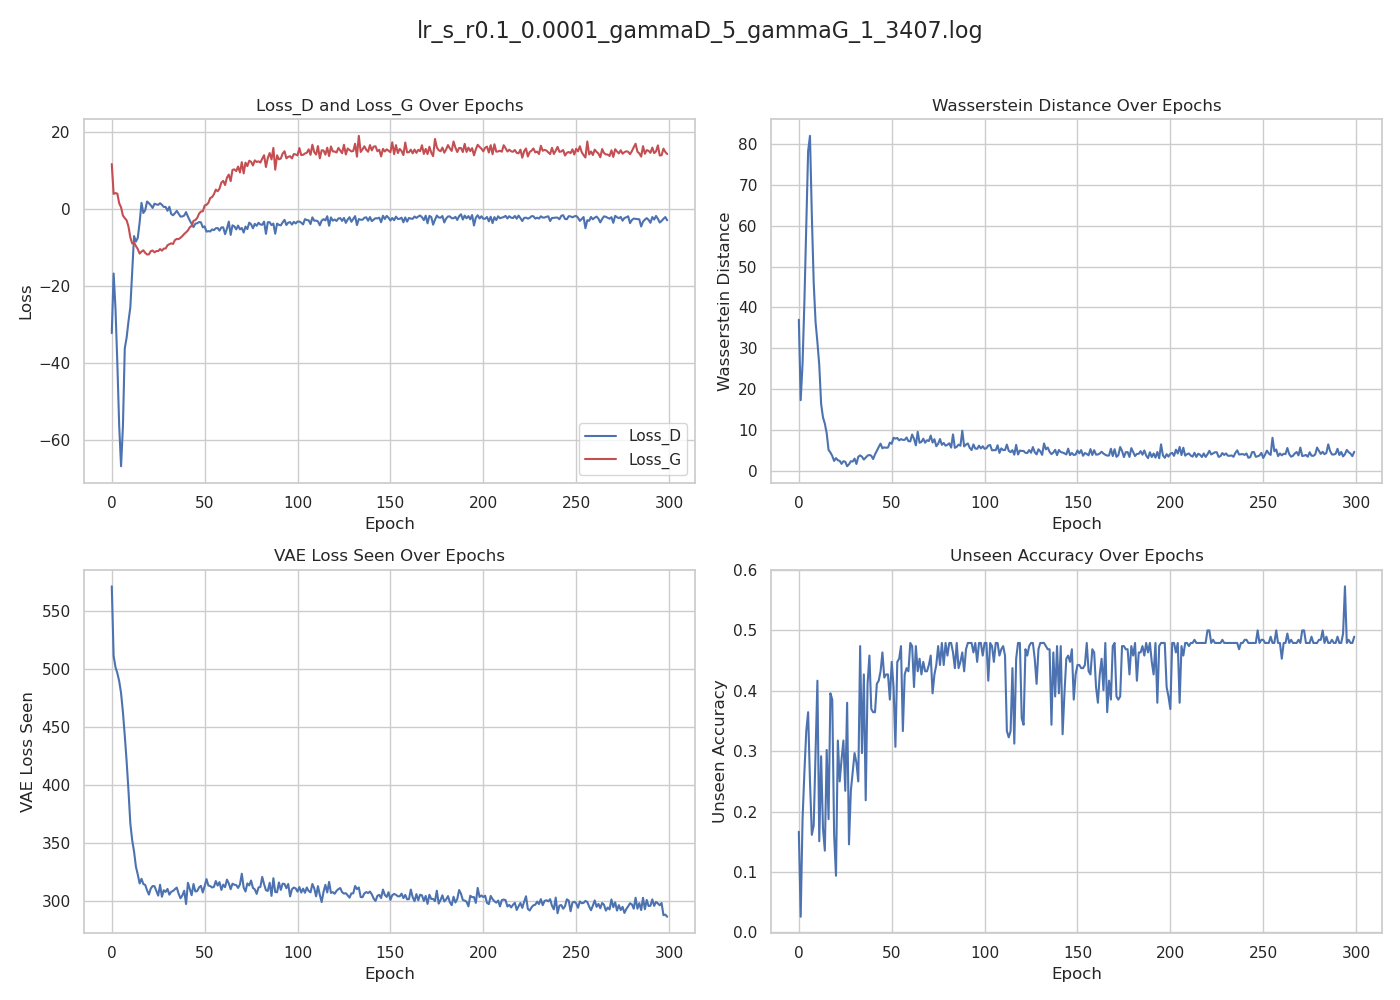 lr_s_r0.1_0.0001_gammaD_5_gammaG_1_3407.log
Loss_D and Loss_G Over Epochs
20
0
−20
−40
−60
Loss
0 50 100 150 200 250 300
Epoch
Loss_D
Loss_G
Wasserstein Distance Over Epochs
80
70
60
50
40
30
20
10
0
Wasserstein Distance
0 50 100 150 200 250 300
Epoch
VAE Loss Seen Over Epochs
550
500
450
400
350
300
VAE Loss Seen
0 50 100 150 200 250 300
Epoch
Unseen Accuracy Over Epochs
0.6
0.5
0.4
0.3
0.2
0.1
0.0
Unseen Accuracy
0 50 100 150 200 250 300
Epoch